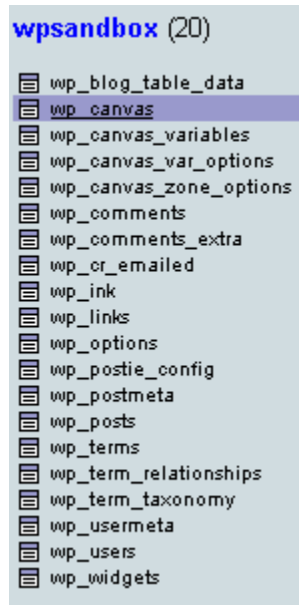 wpsandbox (20)
wp_blog_table_data
wp_canvas
wp_canvas_variables
wp_canvas_var_options
wp_canvas_zone_options
wp_comments
wp_comments_extra
wp_cr_emailed
wp_ink
wp_links
wp_options
wp_postie_config
wp_postmeta
wp_posts
wp_terms
wp_term_relationships
wp_term_taxonomy
wp_usermeta
wp_users
wp_widgets